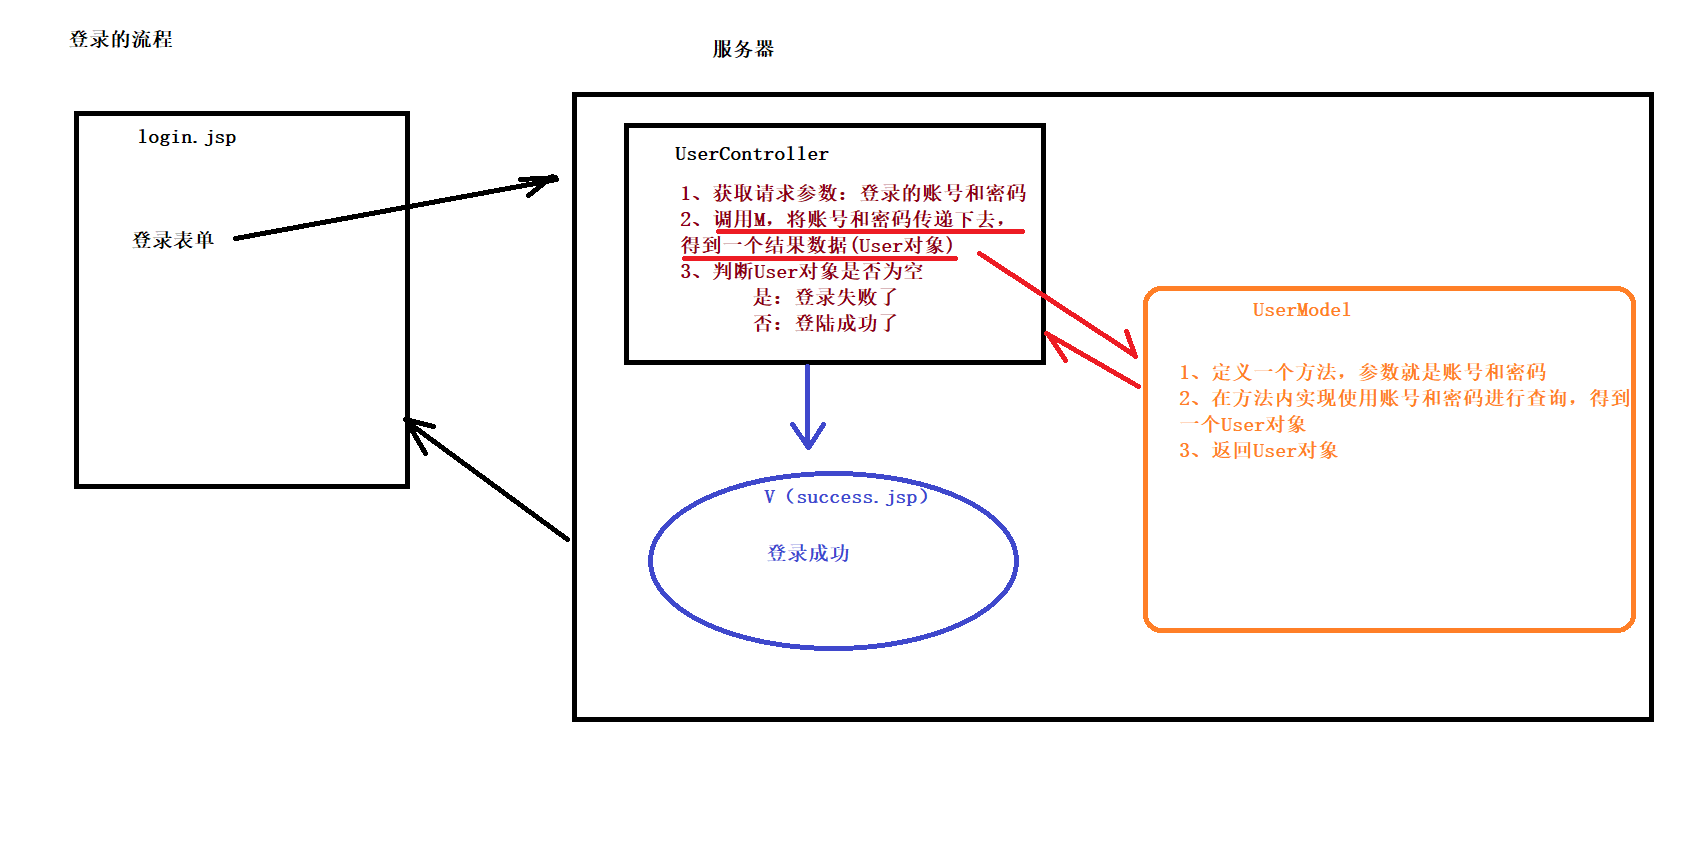 登录的流程
服务器
login.jsp
登录表单
UserController
1、获取请求参数：登录的账号和密码
2、调用M，将账号和密码传递下去，
得到一个结果数据(User对象)
3、判断User对象是否为空
是：登录失败了
否：登陆成功了
UserModel
1、定义一个方法，参数就是账号和密码
2、在方法内实现使用账号和密码进行查询，得到
一个User对象
3、返回User对象
V（success.jsp）
登录成功